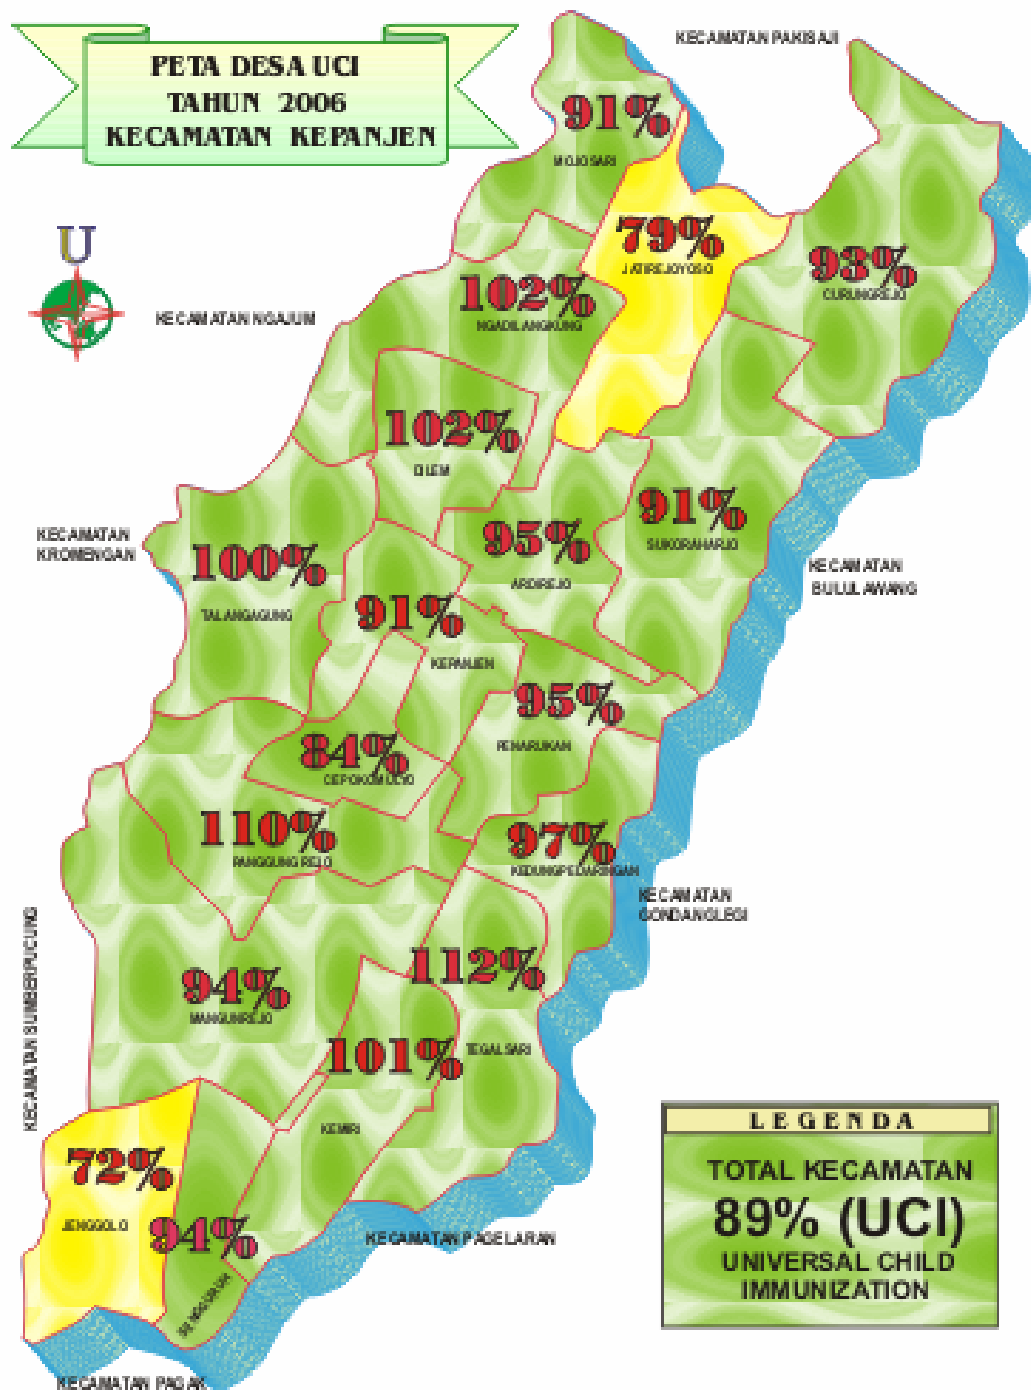 PETA DESA UCI
TAHUN 2006
KECAMATAN KEPANJEN
KECAMATAN PAKISAJI
91%
MOJOSARI
U
79%
JATIREJOYOSO
93%
CURUNGREJO
102%
NGADILANGKUNG
KECAMATAN NGAJUM
102%
DILEM
91%
SUKORAHARJO
95%
ARDIREJO
KECAMATAN
KROMENGAN
100%
TALANGAGUNG
KECAMATAN
BULULAWANG
91%
KEPANJEN
95%
PENARUKAN
84%
CEPOKOMULYO
110%
PANGGUNGREJO
97%
KEDUNGPEDARINGAN
KECAMATAN
GONDANGLEGI
KECAMATAN SUMBERPUCUNG
94%
MANGUNREJO
112%
TEGALSARI
101%
KEMIRI
72%
JENGGOLO
94%
SENGGURUH
KECAMATAN PAGELARAN
KECAMATAN PAGAK
LEGENDA
TOTAL KECAMATAN
89% (UCI)
UNIVERSAL CHILD
IMMUNIZATION